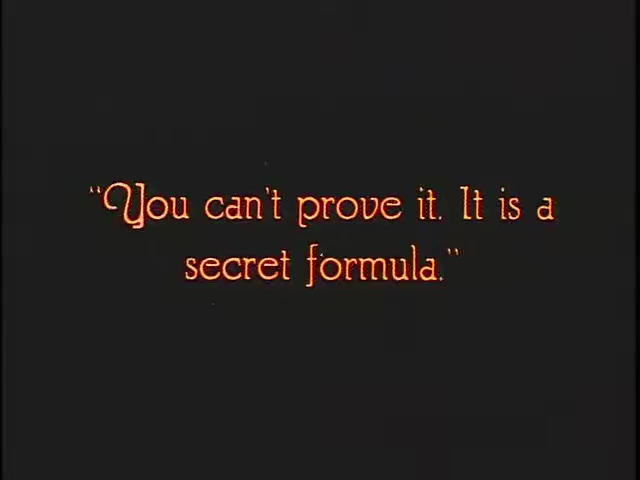 “You can't prove it. It is a
secret formula.”